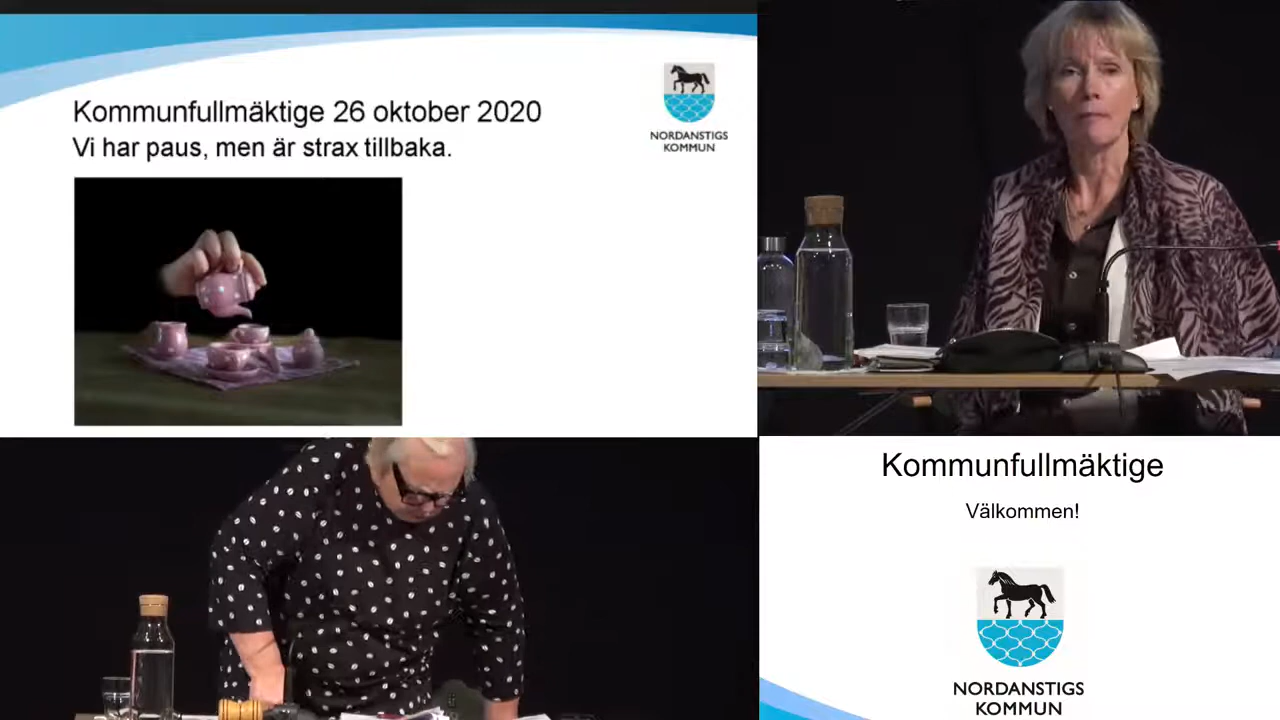 Kommunfullmäktige 26 oktober 2020
Vi har paus, men är strax tillbaka.
NORDANSTIGS
KOMMUN
Kommunfullmäktige
Välkommen!
NORDANSTIGS
KOMMUN